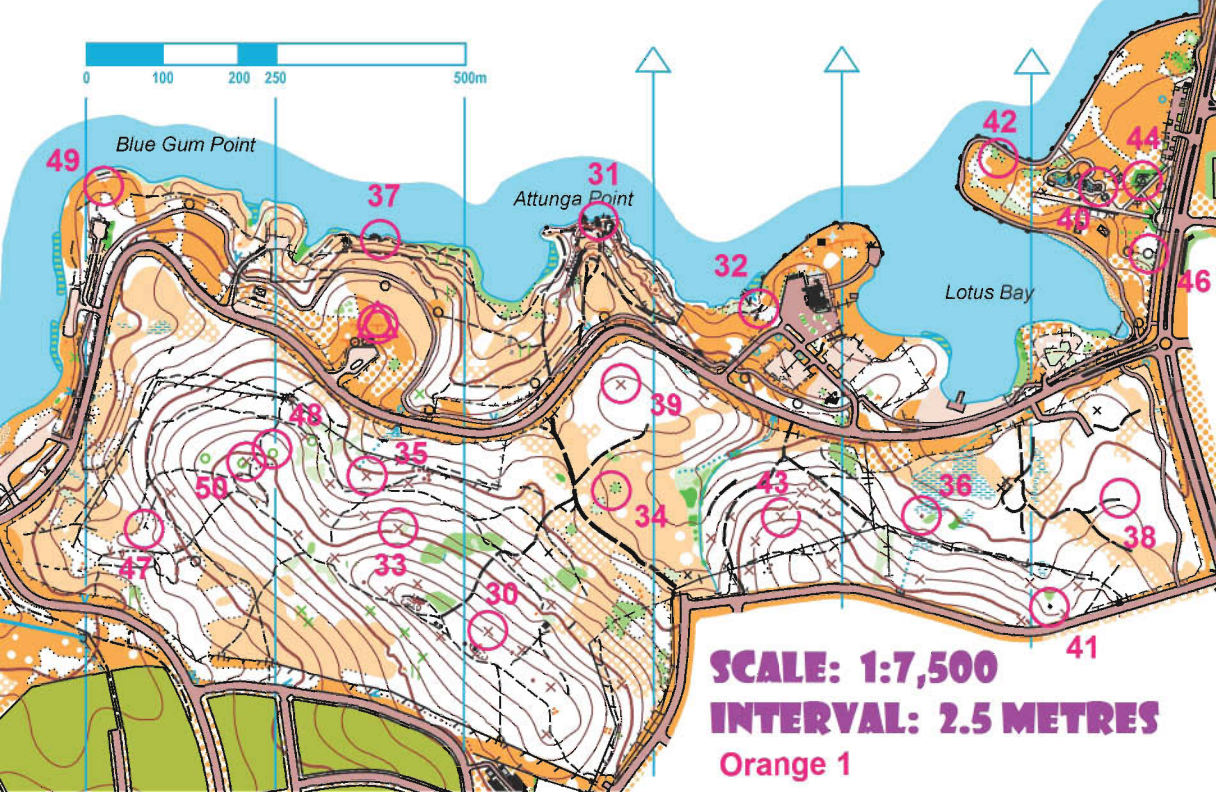 0 100 200 250 500m
Blue Gum Point
49
37
Attunga Point
31
42
44
40
46
32
Lotus Bay
39
48
35
50
34
43
36
38
33
47
30
41
SCALE: 1:7,500
INTERVAL: 2.5 METRES
Orange 1